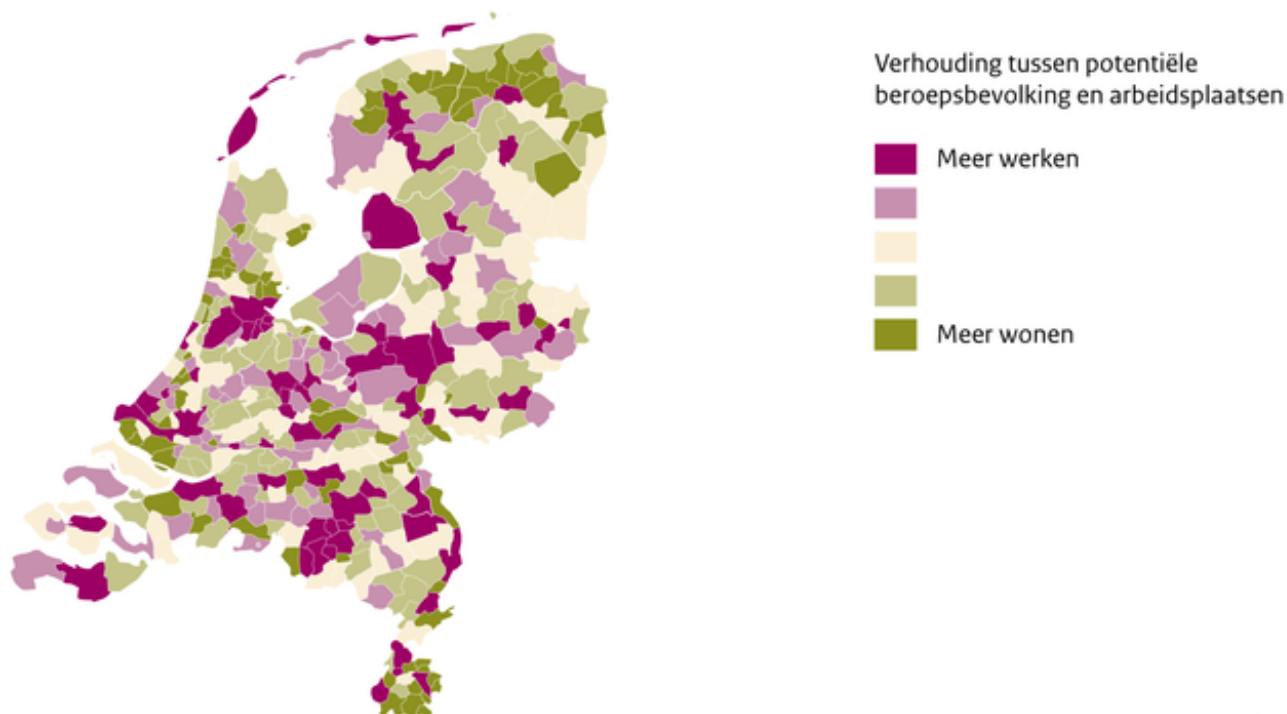 Verhouding tussen potentiële
beroepsbevolking en arbeidsplaatsen
Meer werken
Meer wonen